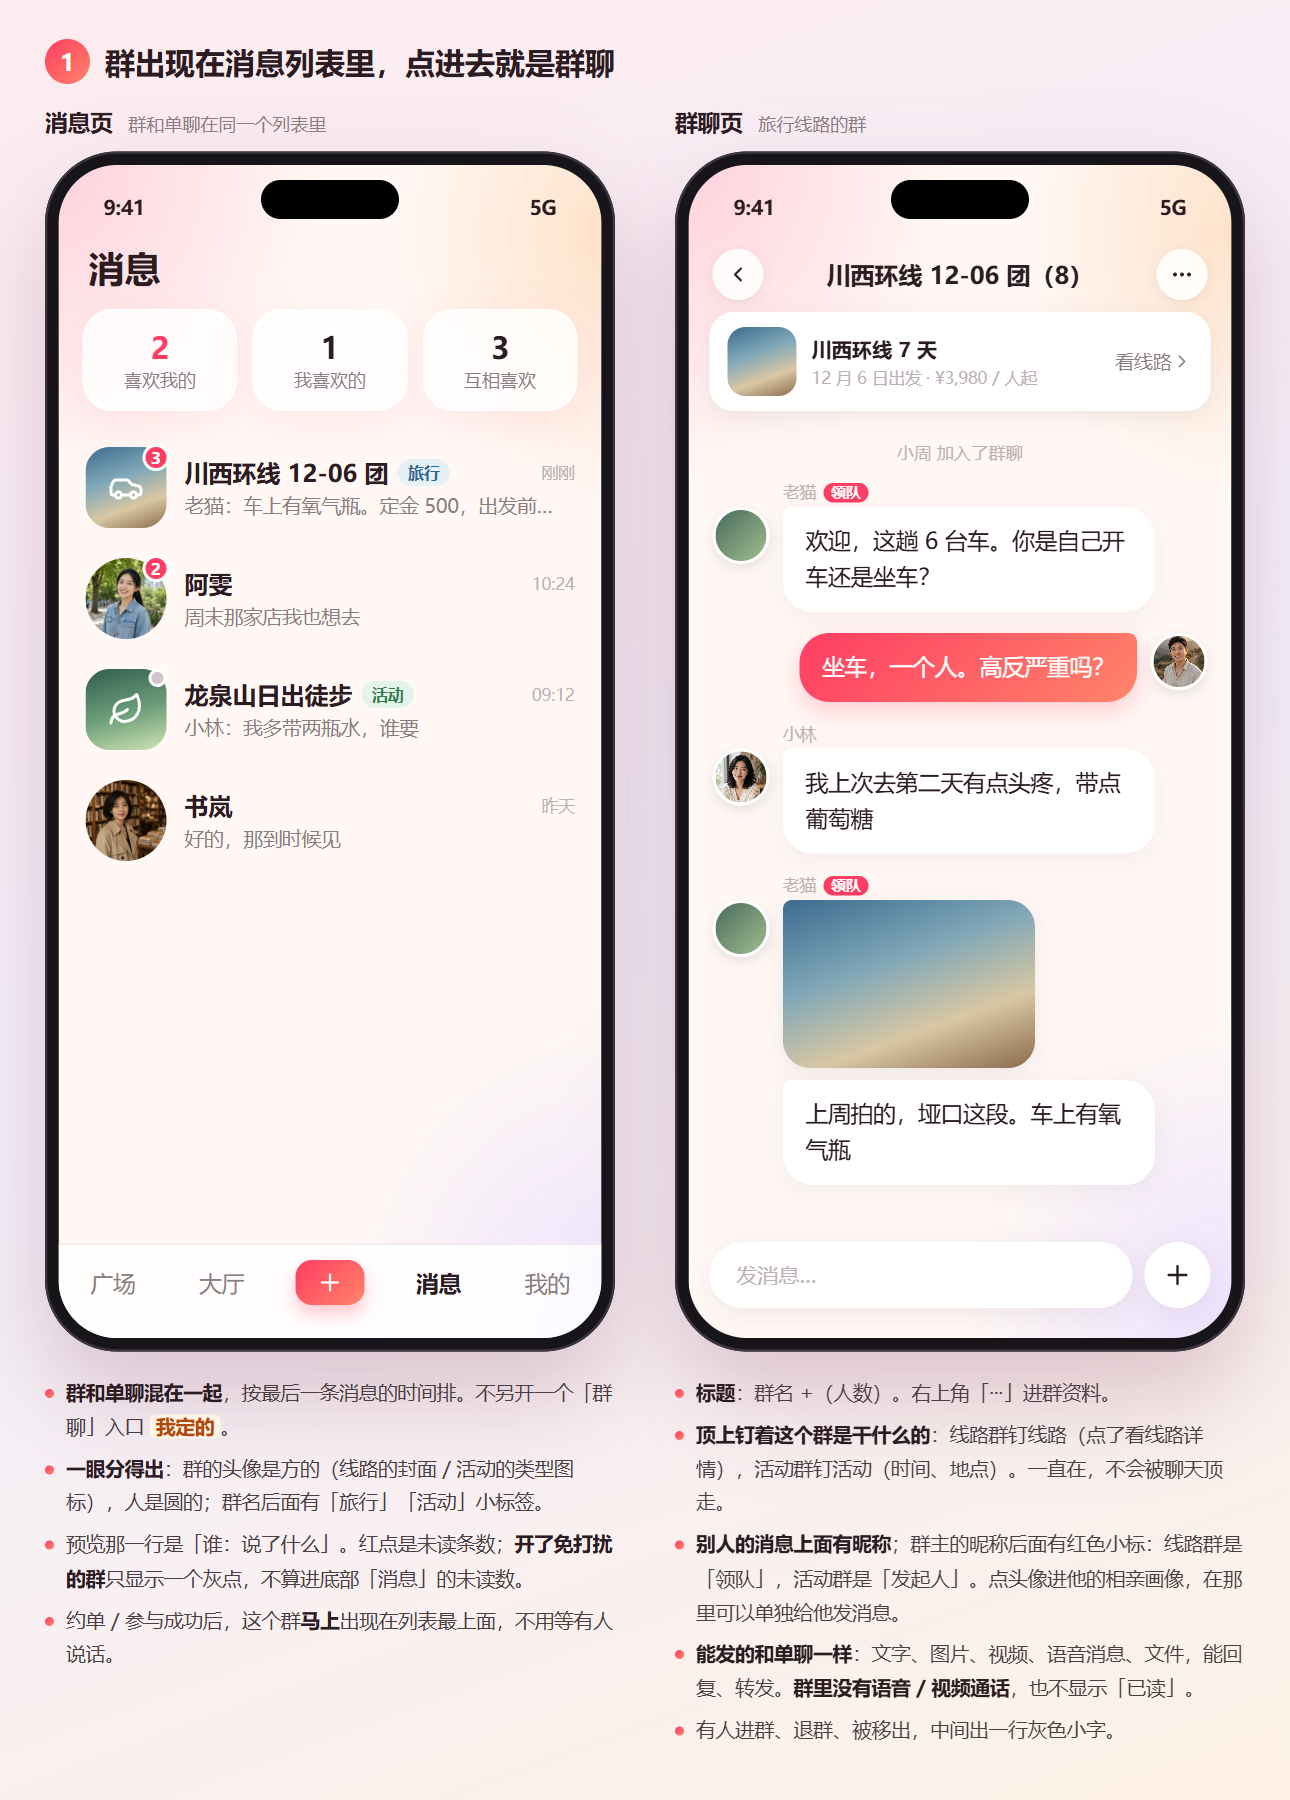 1 群出现在消息列表里，点进去就是群聊
消息页 群和单聊在同一个列表里
9:41 5G
消息
2 1 3
喜欢我的 我喜欢的 互相喜欢
3
川西环线 12-06 团 旅行 刚刚
老猫：车上有氧气瓶。定金 500，出发前...
2
阿雯 10:24
周末那家店我也想去
龙泉山日出徒步 活动 09:12
小林：我多带两瓶水，谁要
书岚 昨天
好的，那到时候见
广场 大厅 + 消息 我的
群和单聊混在一起，按最后一条消息的时间排。不另开一个「群
聊」入口 我定的 。
一眼分得出：群的头像是方的（线路的封面 / 活动的类型图
标），人是圆的；群名后面有「旅行」「活动」小标签。
预览那一行是「谁：说了什么」。红点是未读条数；开了免打扰
的群只显示一个灰点，不算进底部「消息」的未读数。
约单 / 参与成功后，这个群马上出现在列表最上面，不用等有人
说话。
群聊页 旅行线路的群
9:41 5G
川西环线 12-06 团（8） ···
川西环线 7 天
12 月 6 日出发 · ¥3,980 / 人起
看线路 >
小周 加入了群聊
老猫 领队
欢迎，这趟 6 台车。你是自己开
车还是坐车？
坐车，一个人。高反严重吗？
小林
我上次去第二天有点头疼，带点
葡萄糖
老猫 领队
上周拍的，垭口这段。车上有氧
气瓶
发消息... +
标题：群名 +（人数）。右上角「···」进群资料。
顶上钉着这个群是干什么的：线路群钉线路（点了看线路详
情），活动群钉活动（时间、地点）。一直在，不会被聊天顶
走。
别人的消息上面有昵称；群主的昵称后面有红色小标：线路群是
「领队」，活动群是「发起人」。点头像进他的相亲画像，在那
里可以单独给他发消息。
能发的和单聊一样：文字、图片、视频、语音消息、文件，能回
复、转发。群里没有语音 / 视频通话，也不显示「已读」。
有人进群、退群、被移出，中间出一行灰色小字。